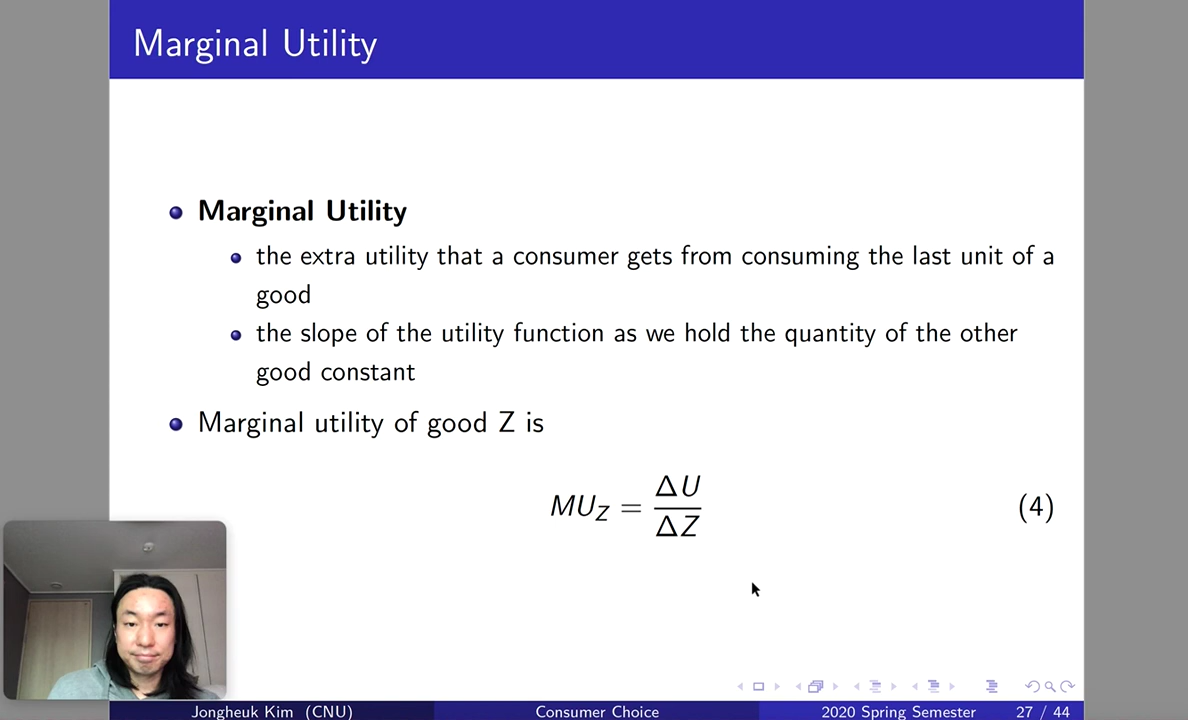 Marginal Utility
Marginal Utility
the extra utility that a consumer gets from consuming the last unit of a
good
the slope of the utility function as we hold the quantity of the other
good constant
Marginal utility of good Z is
MU_Z = ΔU/ΔZ (4)
Jongheuk Kim (CNU) Consumer Choice 2020 Spring Semester 27 / 44